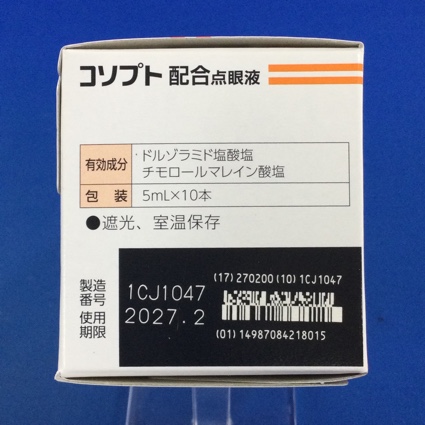 コソプト 配合点眼液
有効成分 ドルゾラミド塩酸塩
チモロールマレイン酸塩
包 装 5mL×10本
●遮光、室温保存
(17)270200(10)1CJ1047
製造番号 1CJ1047
使用期限 2027.2
(01)14987084218015